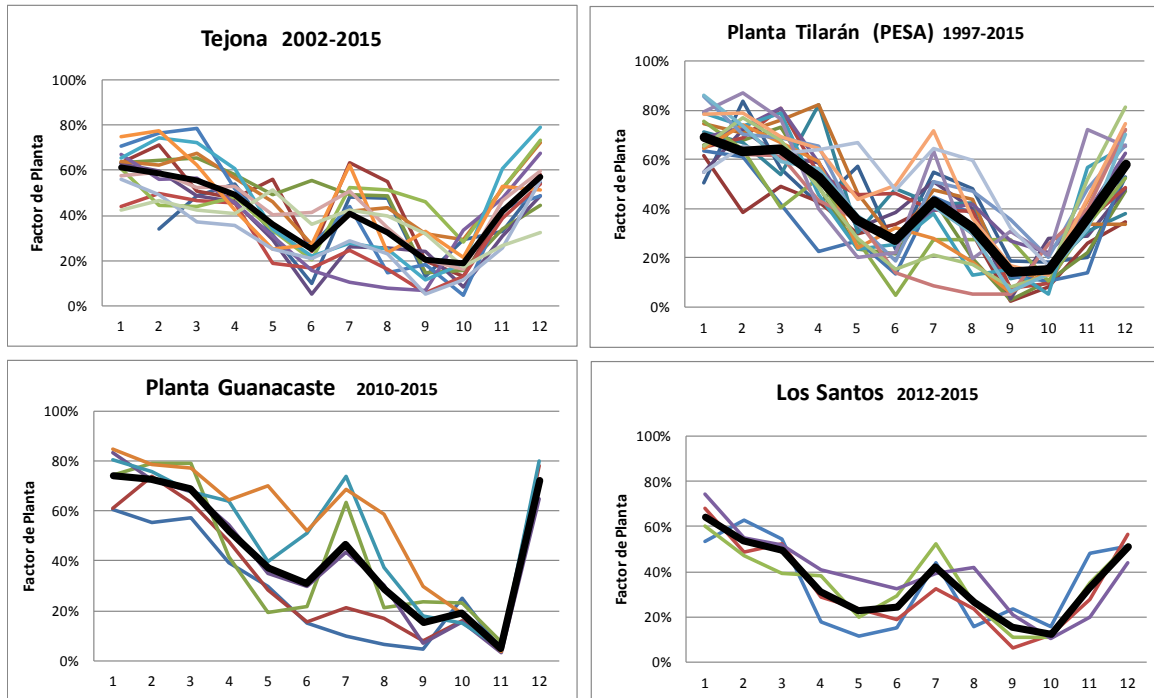 Tejona 2002-2015
Factor de Planta
100%
80%
60%
40%
20%
0%
1 2 3 4 5 6 7 8 9 10 11 12
Planta Tilarán (PESA) 1997-2015
Factor de Planta
100%
80%
60%
40%
20%
0%
1 2 3 4 5 6 7 8 9 10 11 12
Planta Guanacaste 2010-2015
Factor de Planta
100%
80%
60%
40%
20%
0%
1 2 3 4 5 6 7 8 9 10 11 12
Los Santos 2012-2015
Factor de Planta
100%
80%
60%
40%
20%
0%
1 2 3 4 5 6 7 8 9 10 11 12